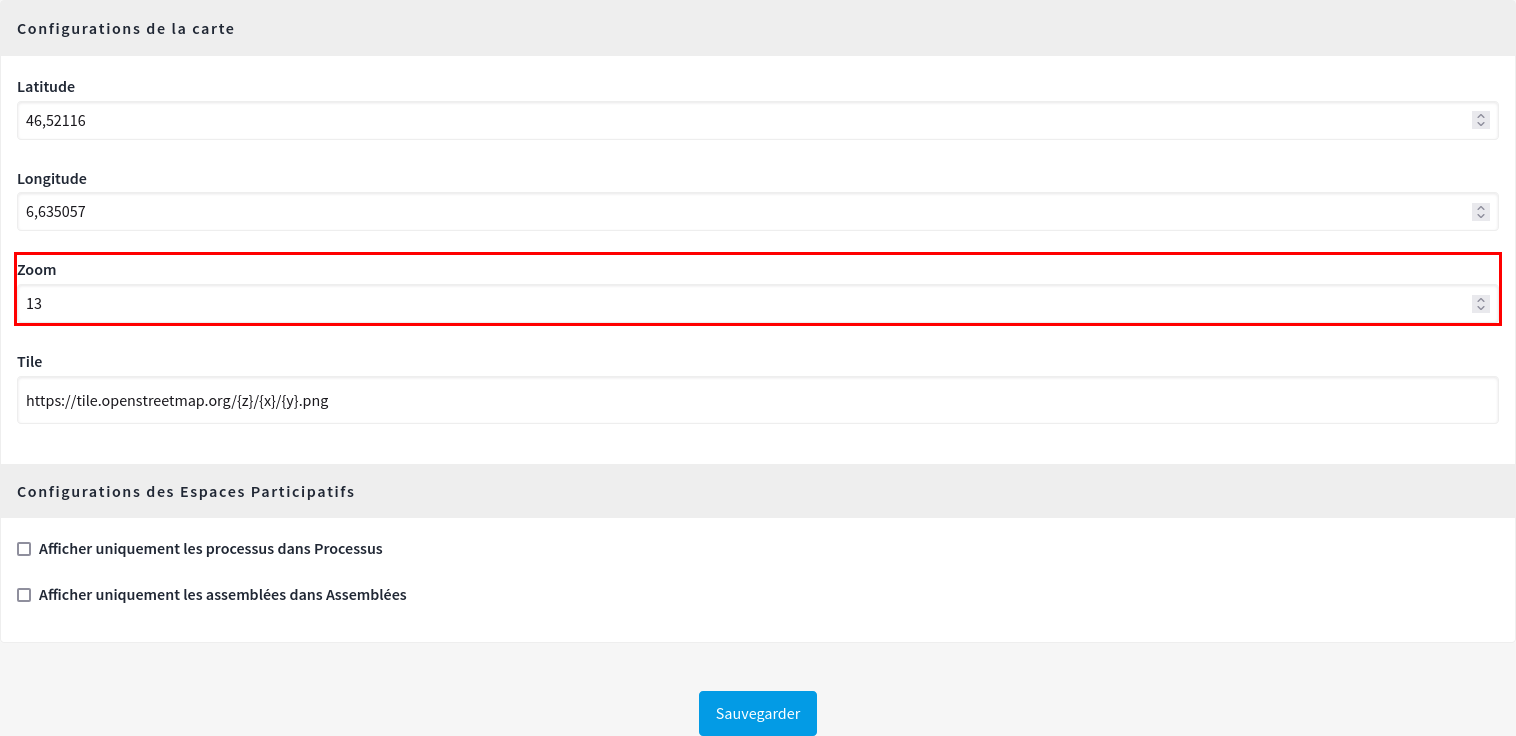 Configurations de la carte
Latitude
46,52116
Longitude
6,635057
Zoom
13
Tile
https://tile.openstreetmap.org/{z}/{x}/{y}.png
Configurations des Espaces Participatifs
Afficher uniquement les processus dans Processus
Afficher uniquement les assemblées dans Assemblées
Sauvegarder